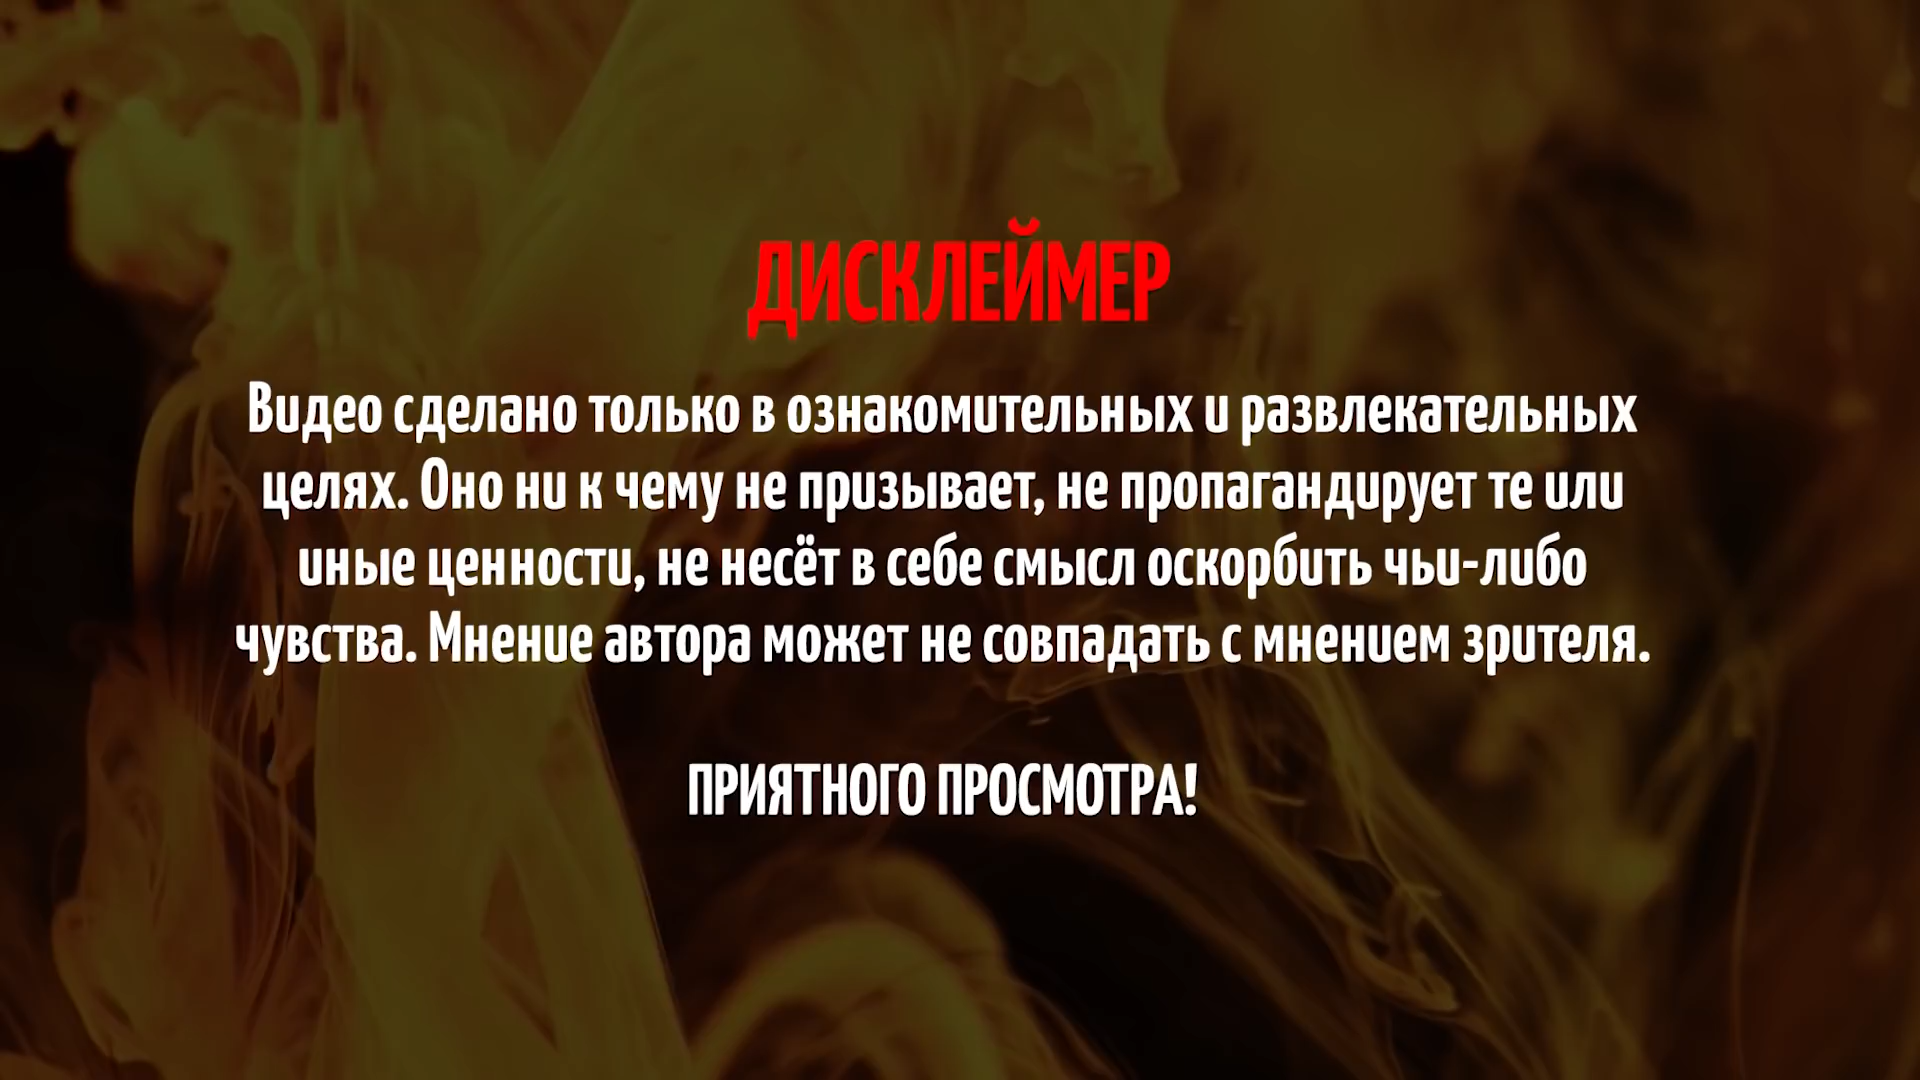 ДИСКЛЕЙМЕР
Видео сделано только в ознакомительных и развлекательных
целях. Оно ни к чему не призывает, не пропагандирует те или
иные ценности, не несёт в себе смысл оскорбить чьи-либо
чувства. Мнение автора может не совпадать с мнением зрителя.
ПРИЯТНОГО ПРОСМОТРА!